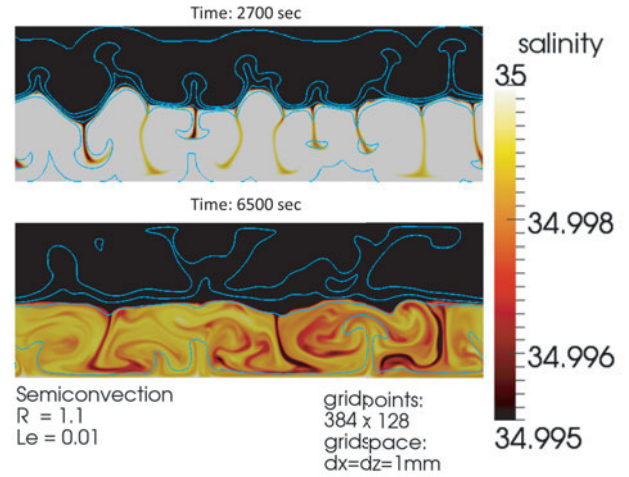 Time: 2700 sec
salinity
35
34.998
Time: 6500 sec
34.996
34.995
Semiconvection
R = 1.1
Le = 0.01
gridpoints:
384 x 128
gridspace:
dx=dz=1mm